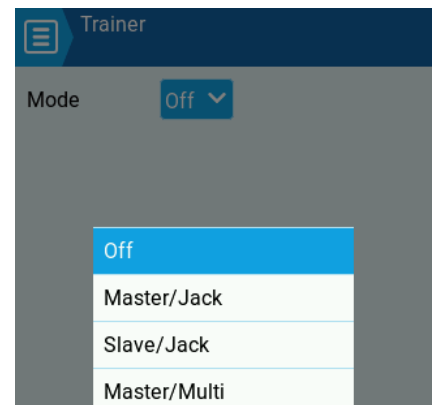 Trainer
Mode Off
Off
Master/Jack
Slave/Jack
Master/Multi